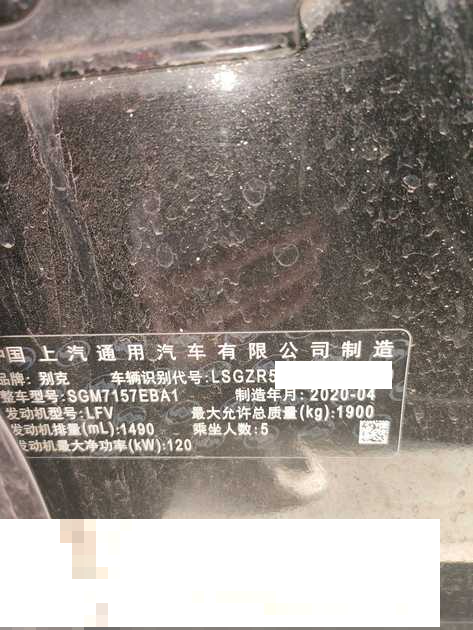 中国上汽通用汽车有限公司制造
品牌: 别克 车辆识别代号:LSGZR5
整车型号:SGM7157EBA1 制造年月: 2020-04
发动机型号:LFV 最大允许总质量(kg):1900
发动机排量(mL):1490 乘坐人数:5
发动机最大净功率(kW):120